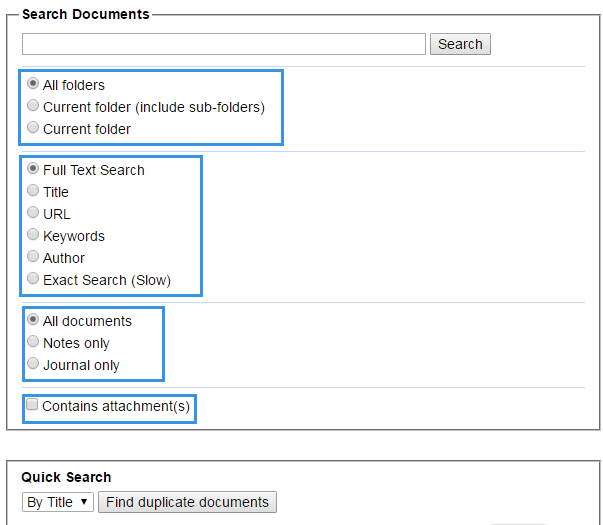 Search Documents
Search
All folders
Current folder (include sub-folders)
Current folder
Full Text Search
Title
URL
Keywords
Author
Exact Search (Slow)
All documents
Notes only
Journal only
Contains attachment(s)
Quick Search
By Title Find duplicate documents